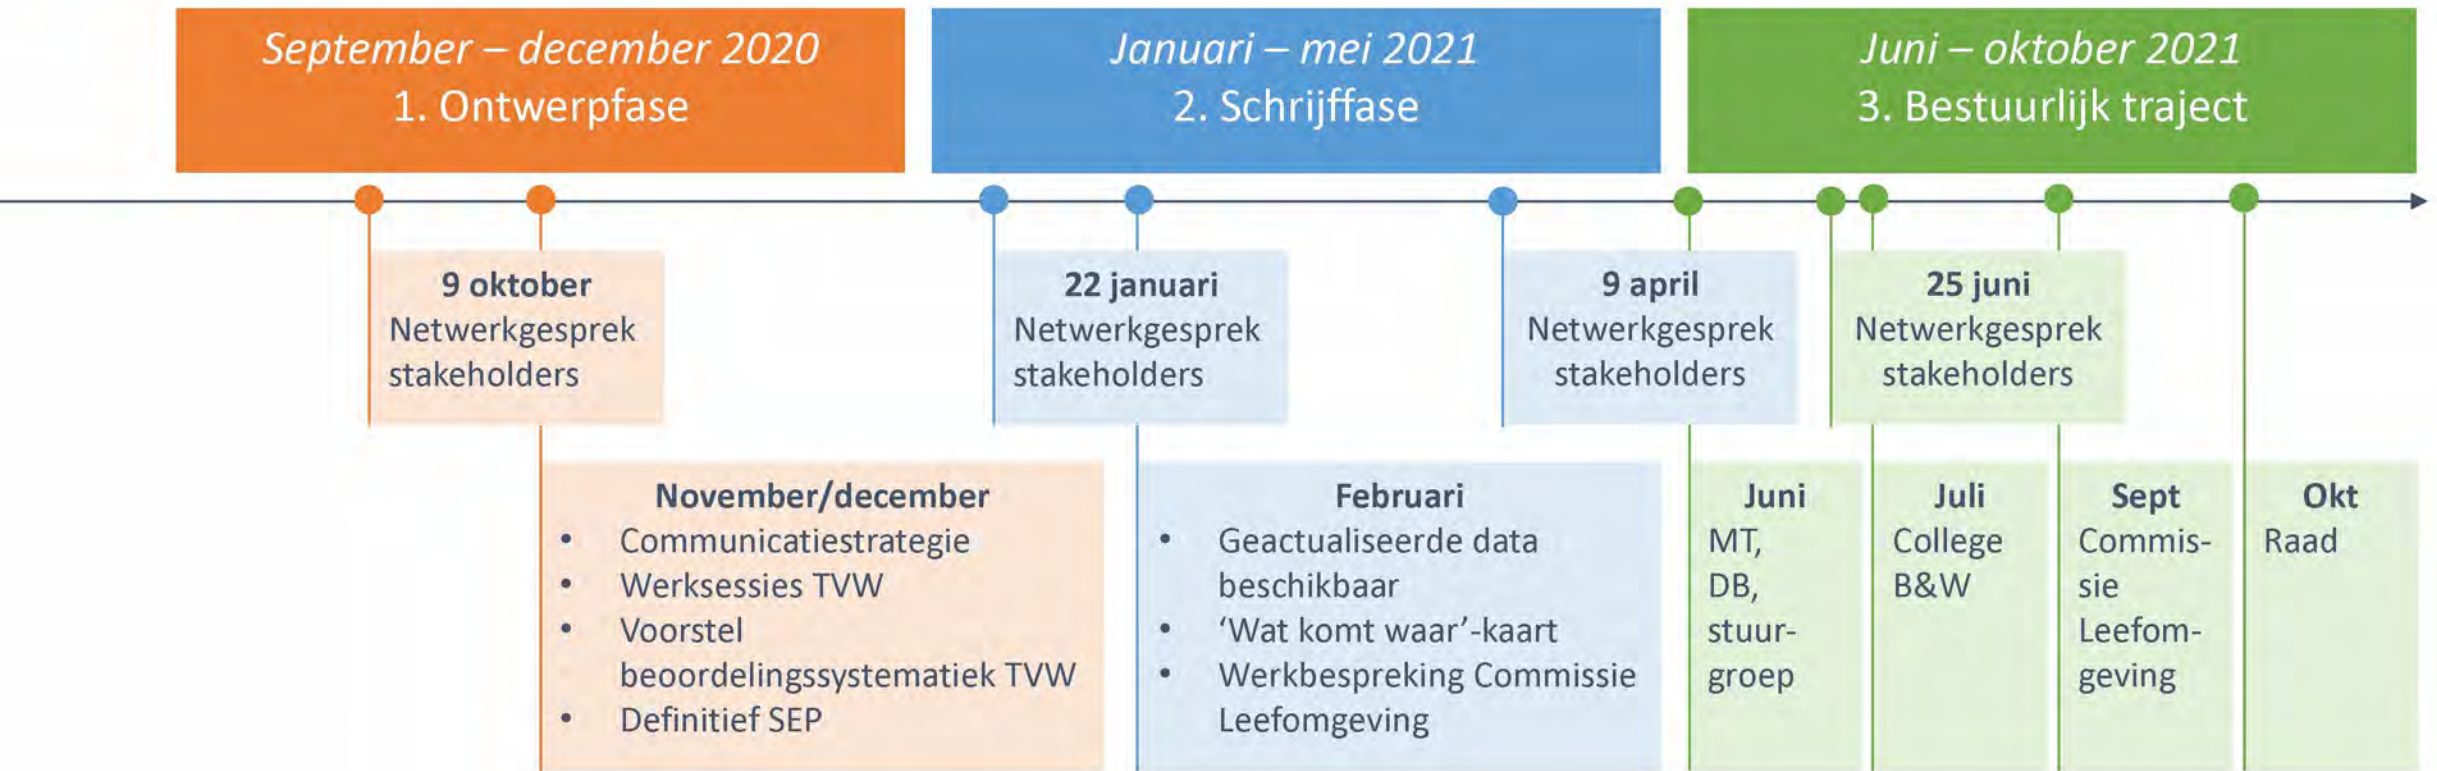 September – december 2020
1. Ontwerpfase
Januari – mei 2021
2. Schrijffase
Juni – oktober 2021
3. Bestuurlijk traject
9 oktober
Netwerkgesprek
stakeholders
22 januari
Netwerkgesprek
stakeholders
9 april
Netwerkgesprek
stakeholders
25 juni
Netwerkgesprek
stakeholders
November/december
• Communicatiestrategie
• Werksessies TVW
• Voorstel
beoordelingssystematiek TVW
• Definitief SEP
Februari
• Geactualiseerde data
beschikbaar
• ‘Wat komt waar’-kaart
• Werkbespreking Commissie
Leefomgeving
Juni
MT,
DB,
stuur-
groep
Juli
College
B&W
Sept
Commis-
sie
Leefom-
geving
Okt
Raad